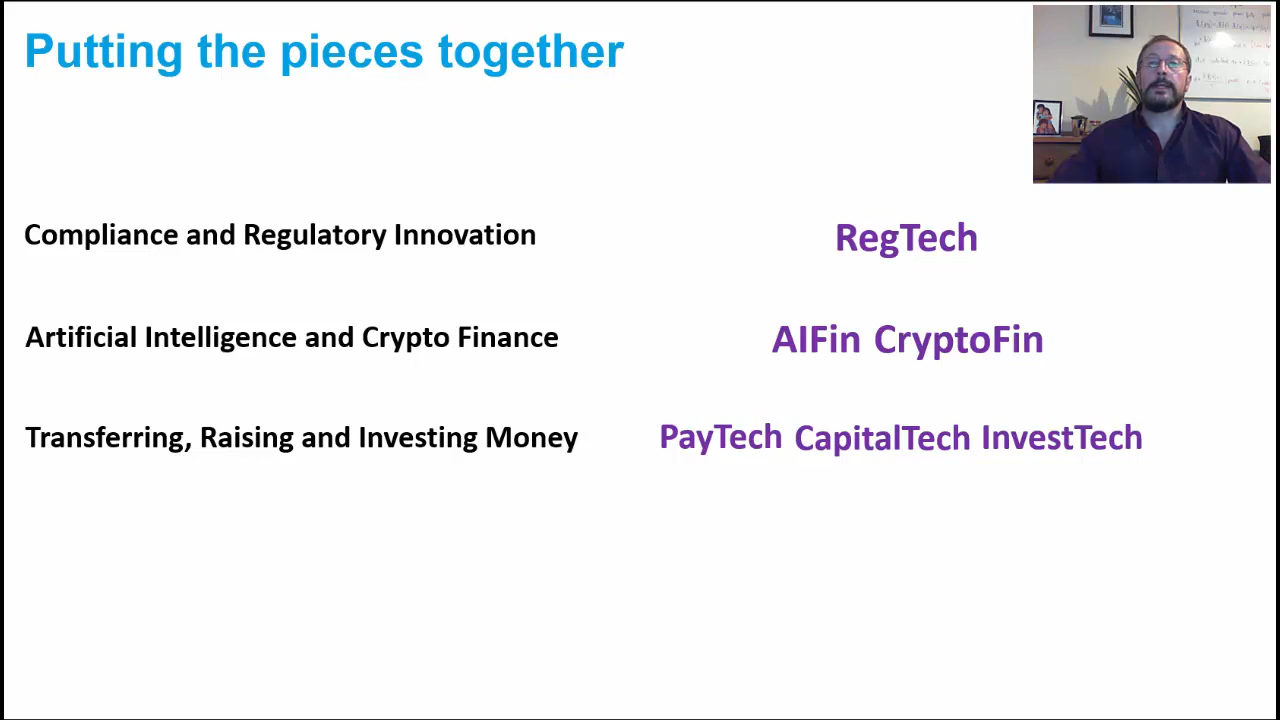 Putting the pieces together
Compliance and Regulatory Innovation
RegTech
Artificial Intelligence and Crypto Finance
AIFin CryptoFin
Transferring, Raising and Investing Money
PayTech CapitalTech InvestTech